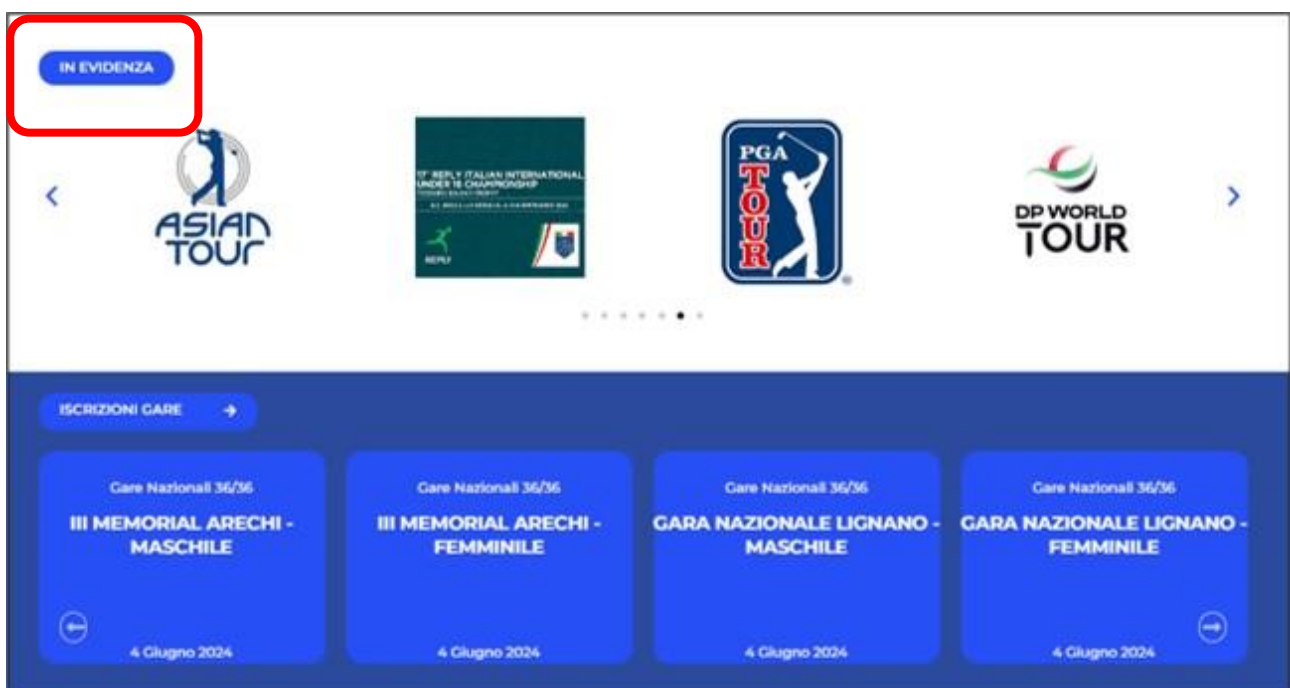 IN EVIDENZA
ASIAN
TOUR
REPLY ITALIAN INTERNATIONAL
UNDER 16 CHAMPIONSHIP
REPLY
PGA
TOUR
DP WORLD
TOUR
ISCRIZIONI GARE
Gare Nazionali 36/36
III MEMORIAL ARECHI -
MASCHILE
4 Giugno 2024
Gare Nazionali 36/36
III MEMORIAL ARECHI -
FEMMINILE
4 Giugno 2024
Gare Nazionali 36/36
GARA NAZIONALE LIGNANO -
MASCHILE
4 Giugno 2024
Gare Nazionali 36/36
GARA NAZIONALE LIGNANO -
FEMMINILE
4 Giugno 2024